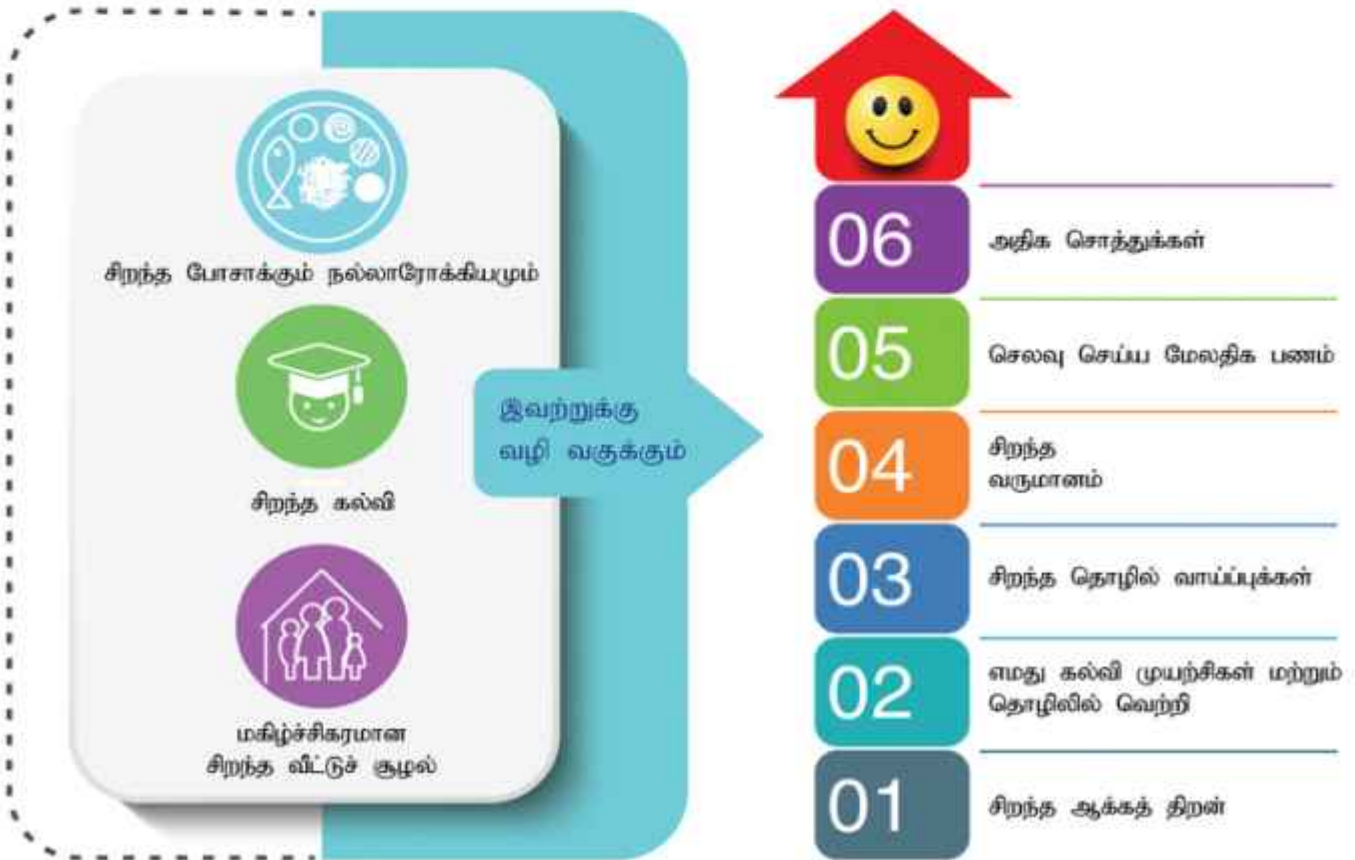 சிறந்த போசாக்கும் நல்லாரோக்கியமும்
சிறந்த கல்வி
மகிழ்ச்சிகரமான
சிறந்த வீட்டுச் சூழல்
இவற்றுக்கு
வழி வகுக்கும்
06
அதிக சொத்துக்கள்
05
செலவு செய்ய மேலதிக பணம்
04
சிறந்த
வருமானம்
03
சிறந்த தொழில் வாய்ப்புக்கள்
02
எமது கல்வி முயற்சிகள் மற்றும்
தொழிலில் வெற்றி
01
சிறந்த ஆக்கத் திறன்